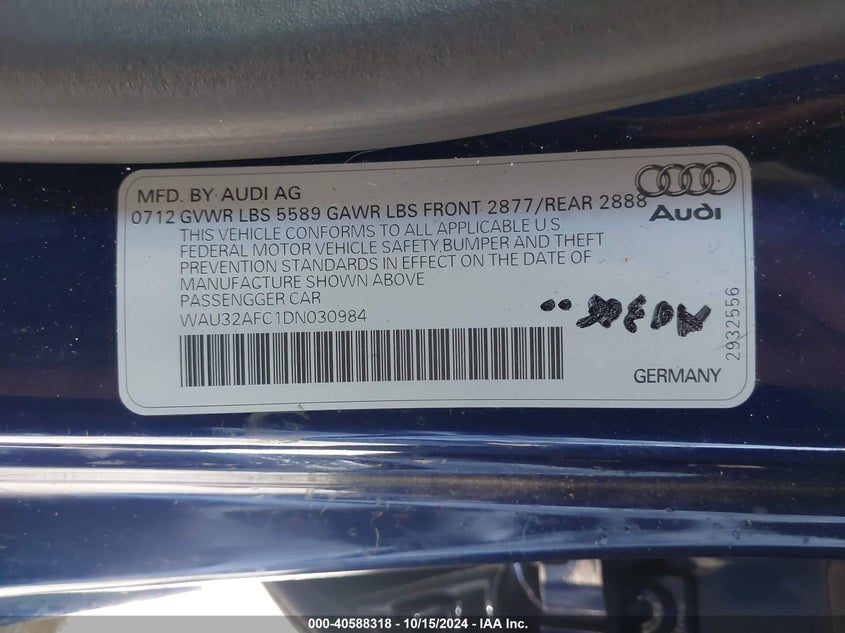 MFD. BY AUDI AG
0712 GVWR LBS 5589 GAWR LBS FRONT 2877/REAR 2888
Audi
THIS VEHICLE CONFORMS TO ALL APPLICABLE U.S.
FEDERAL MOTOR VEHICLE SAFETY,BUMPER AND THEFT
PREVENTION STANDARDS IN EFFECT ON THE DATE OF
MANUFACTURE SHOWN ABOVE
PASSENGGER CAR
WAU32AFC1DN030984
2932556
GERMANY
000-40588318 - 10/15/2024 - IAA Inc.